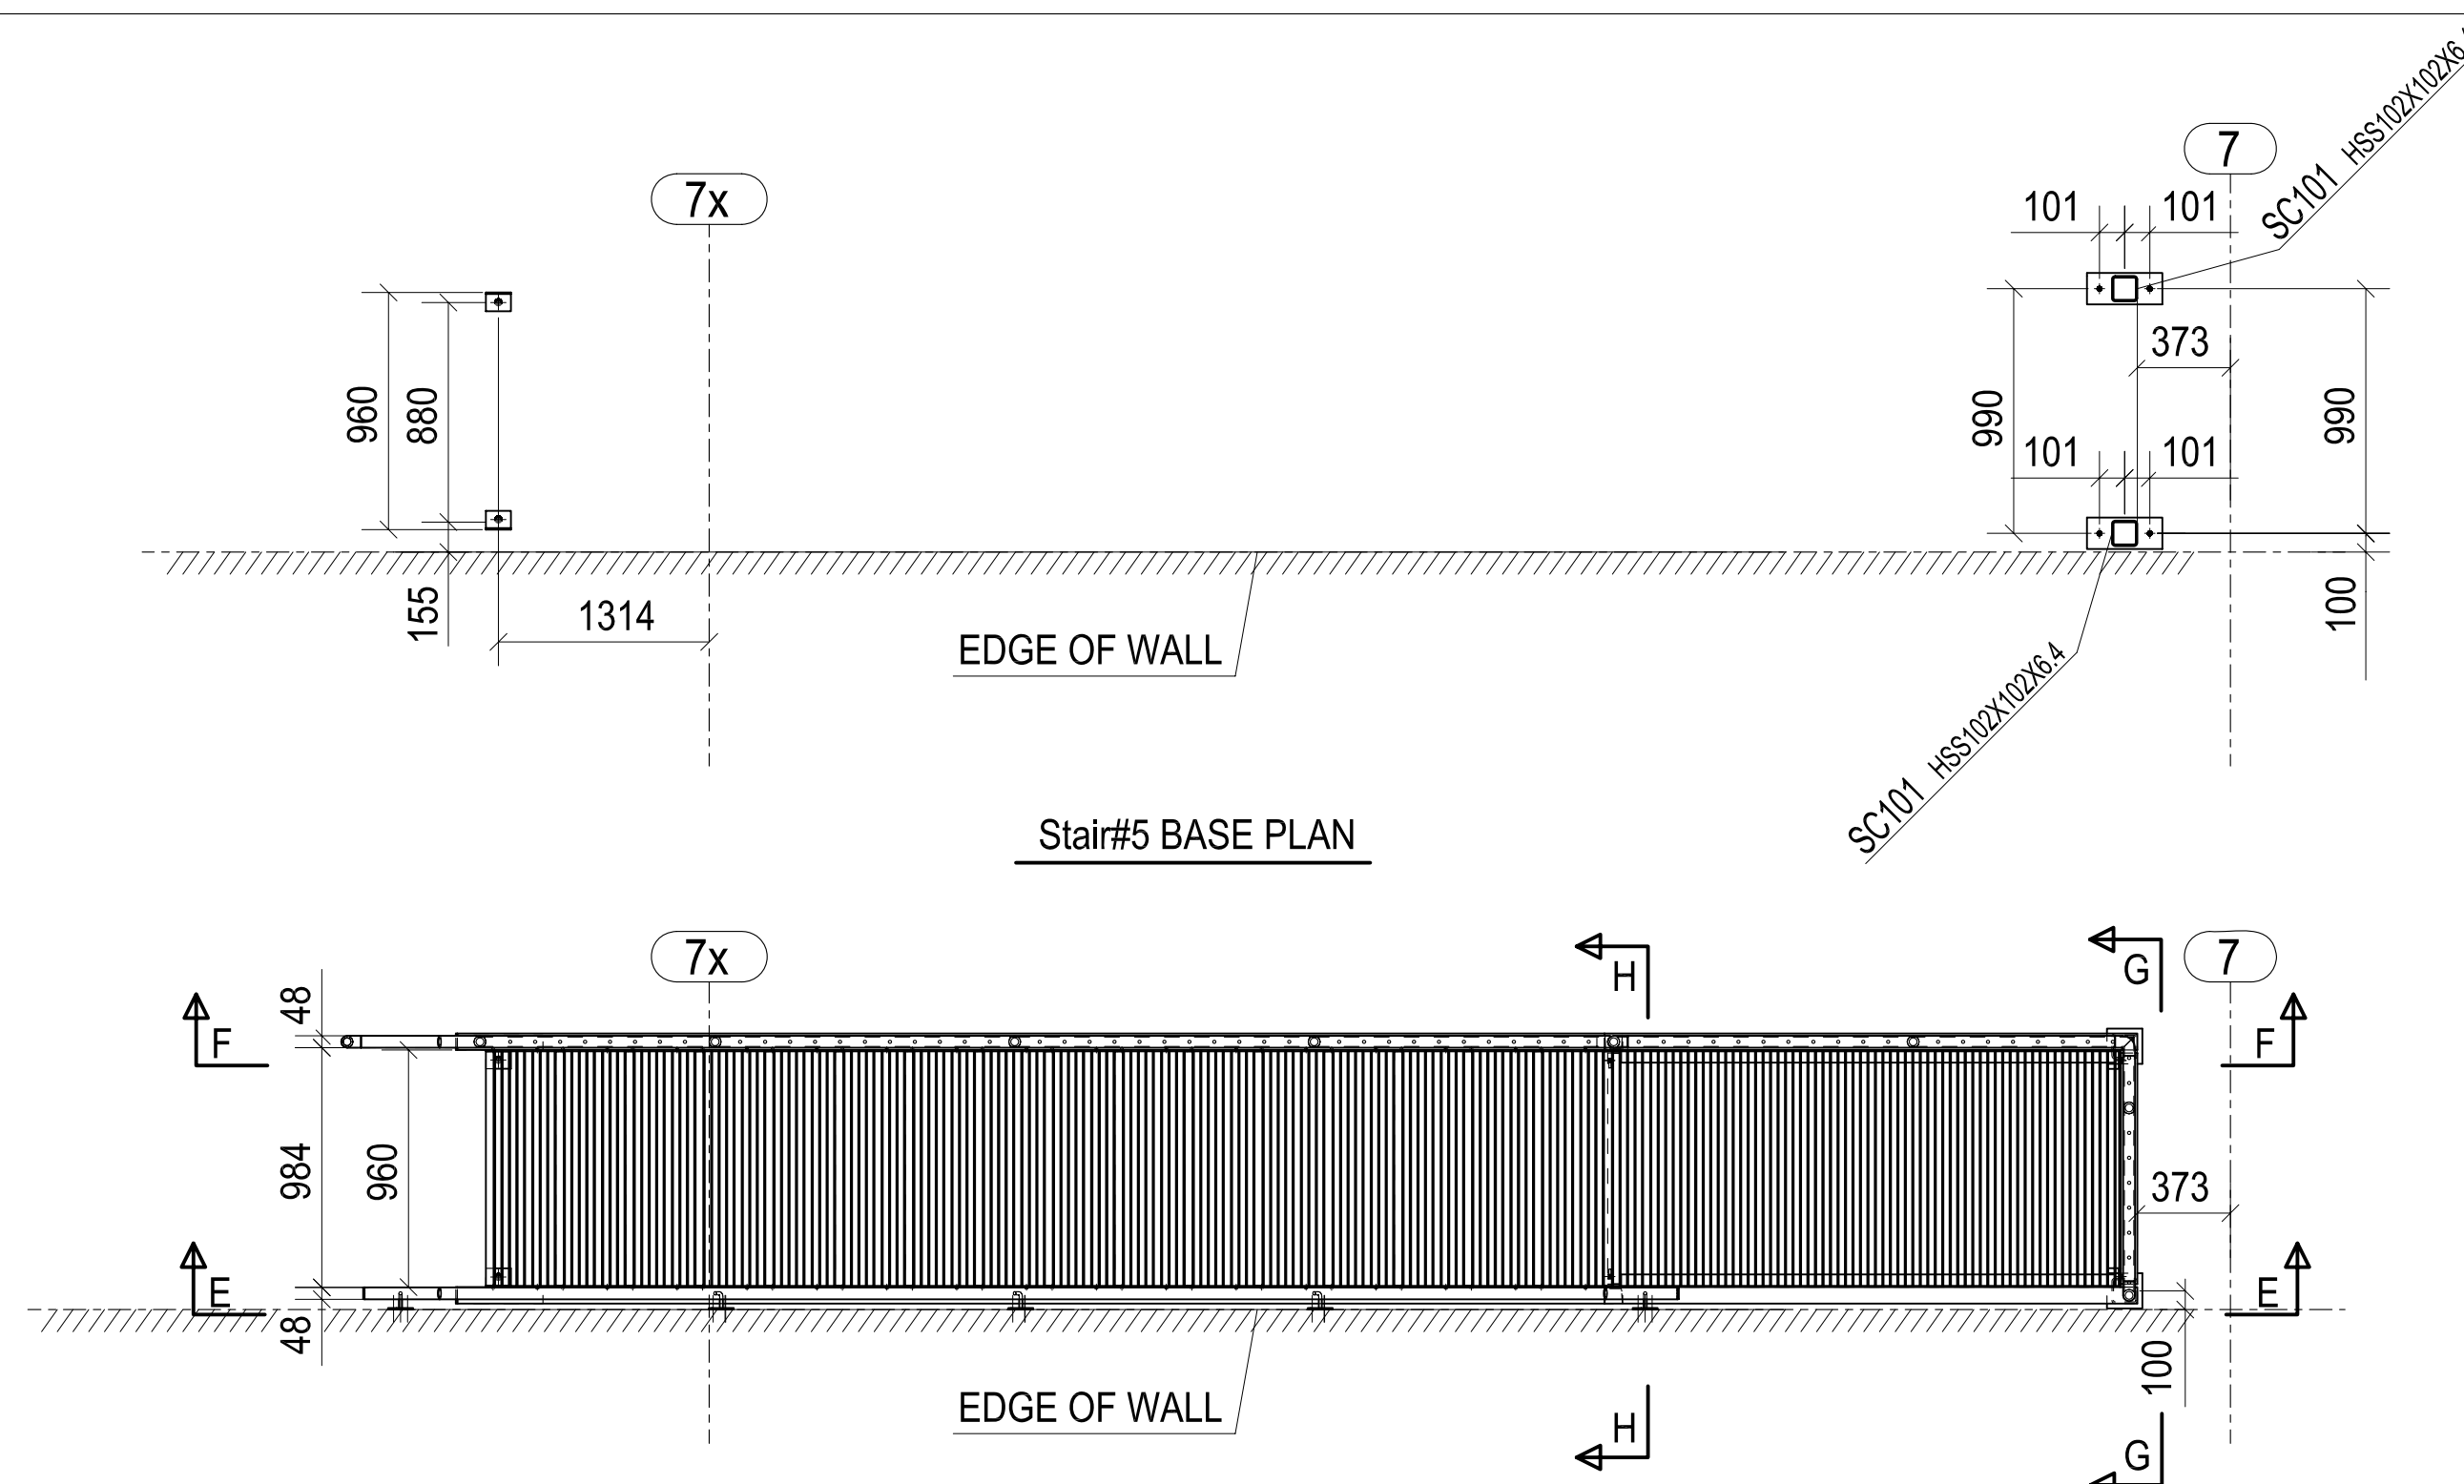 SC101 HSS102X102X6.
7
7x
101 101
373
960
880
990
990
101 101
155
1314
EDGE OF WALL
100
SC101 HSS102X102X6.4
Stair#5 BASE PLAN
7x
7
H
G
48
F
F
984
960
373
E
E
48
EDGE OF WALL
100
H
G